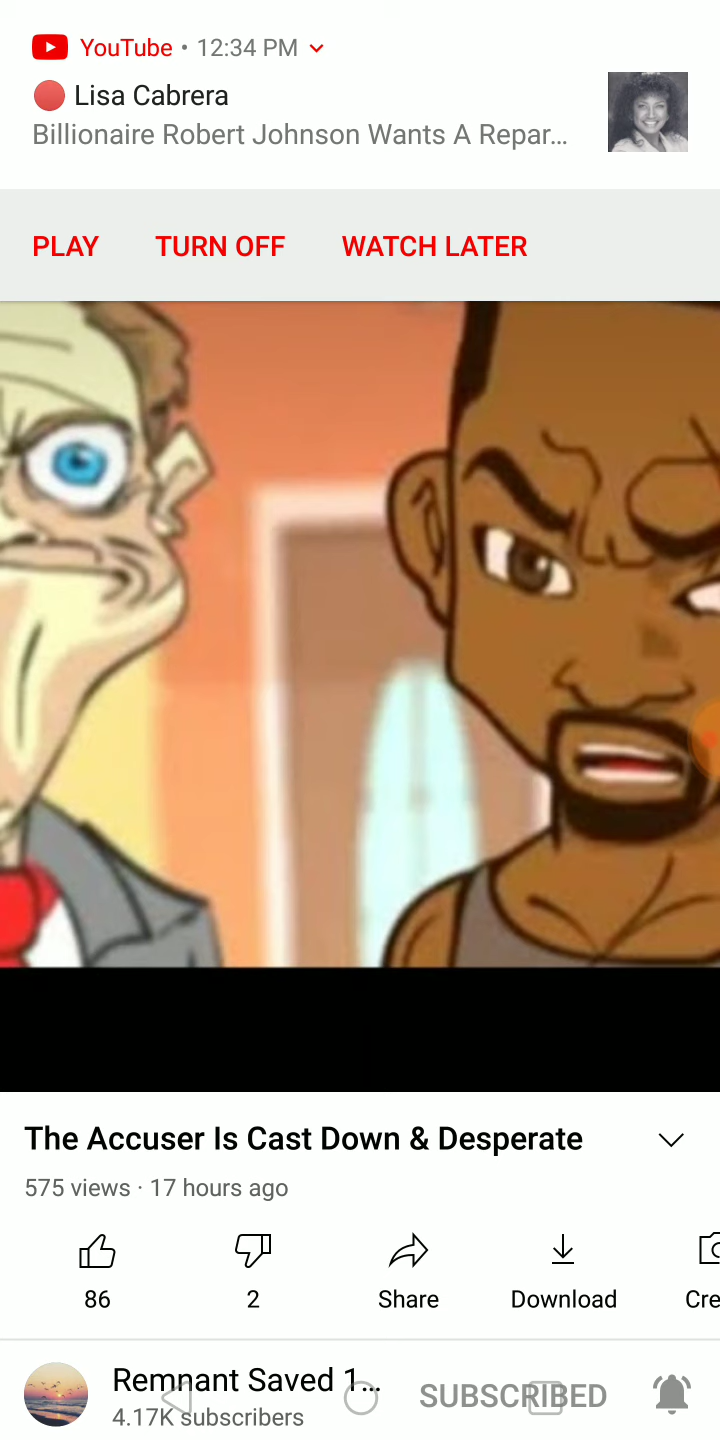 YouTube • 12:34 PM
🔴 Lisa Cabrera
Billionaire Robert Johnson Wants A Repar...
PLAY TURN OFF WATCH LATER
The Accuser Is Cast Down & Desperate
575 views · 17 hours ago
86 2 Share Download Cre
Remnant Saved 1... SUBSCRIBED
4.17K subscribers